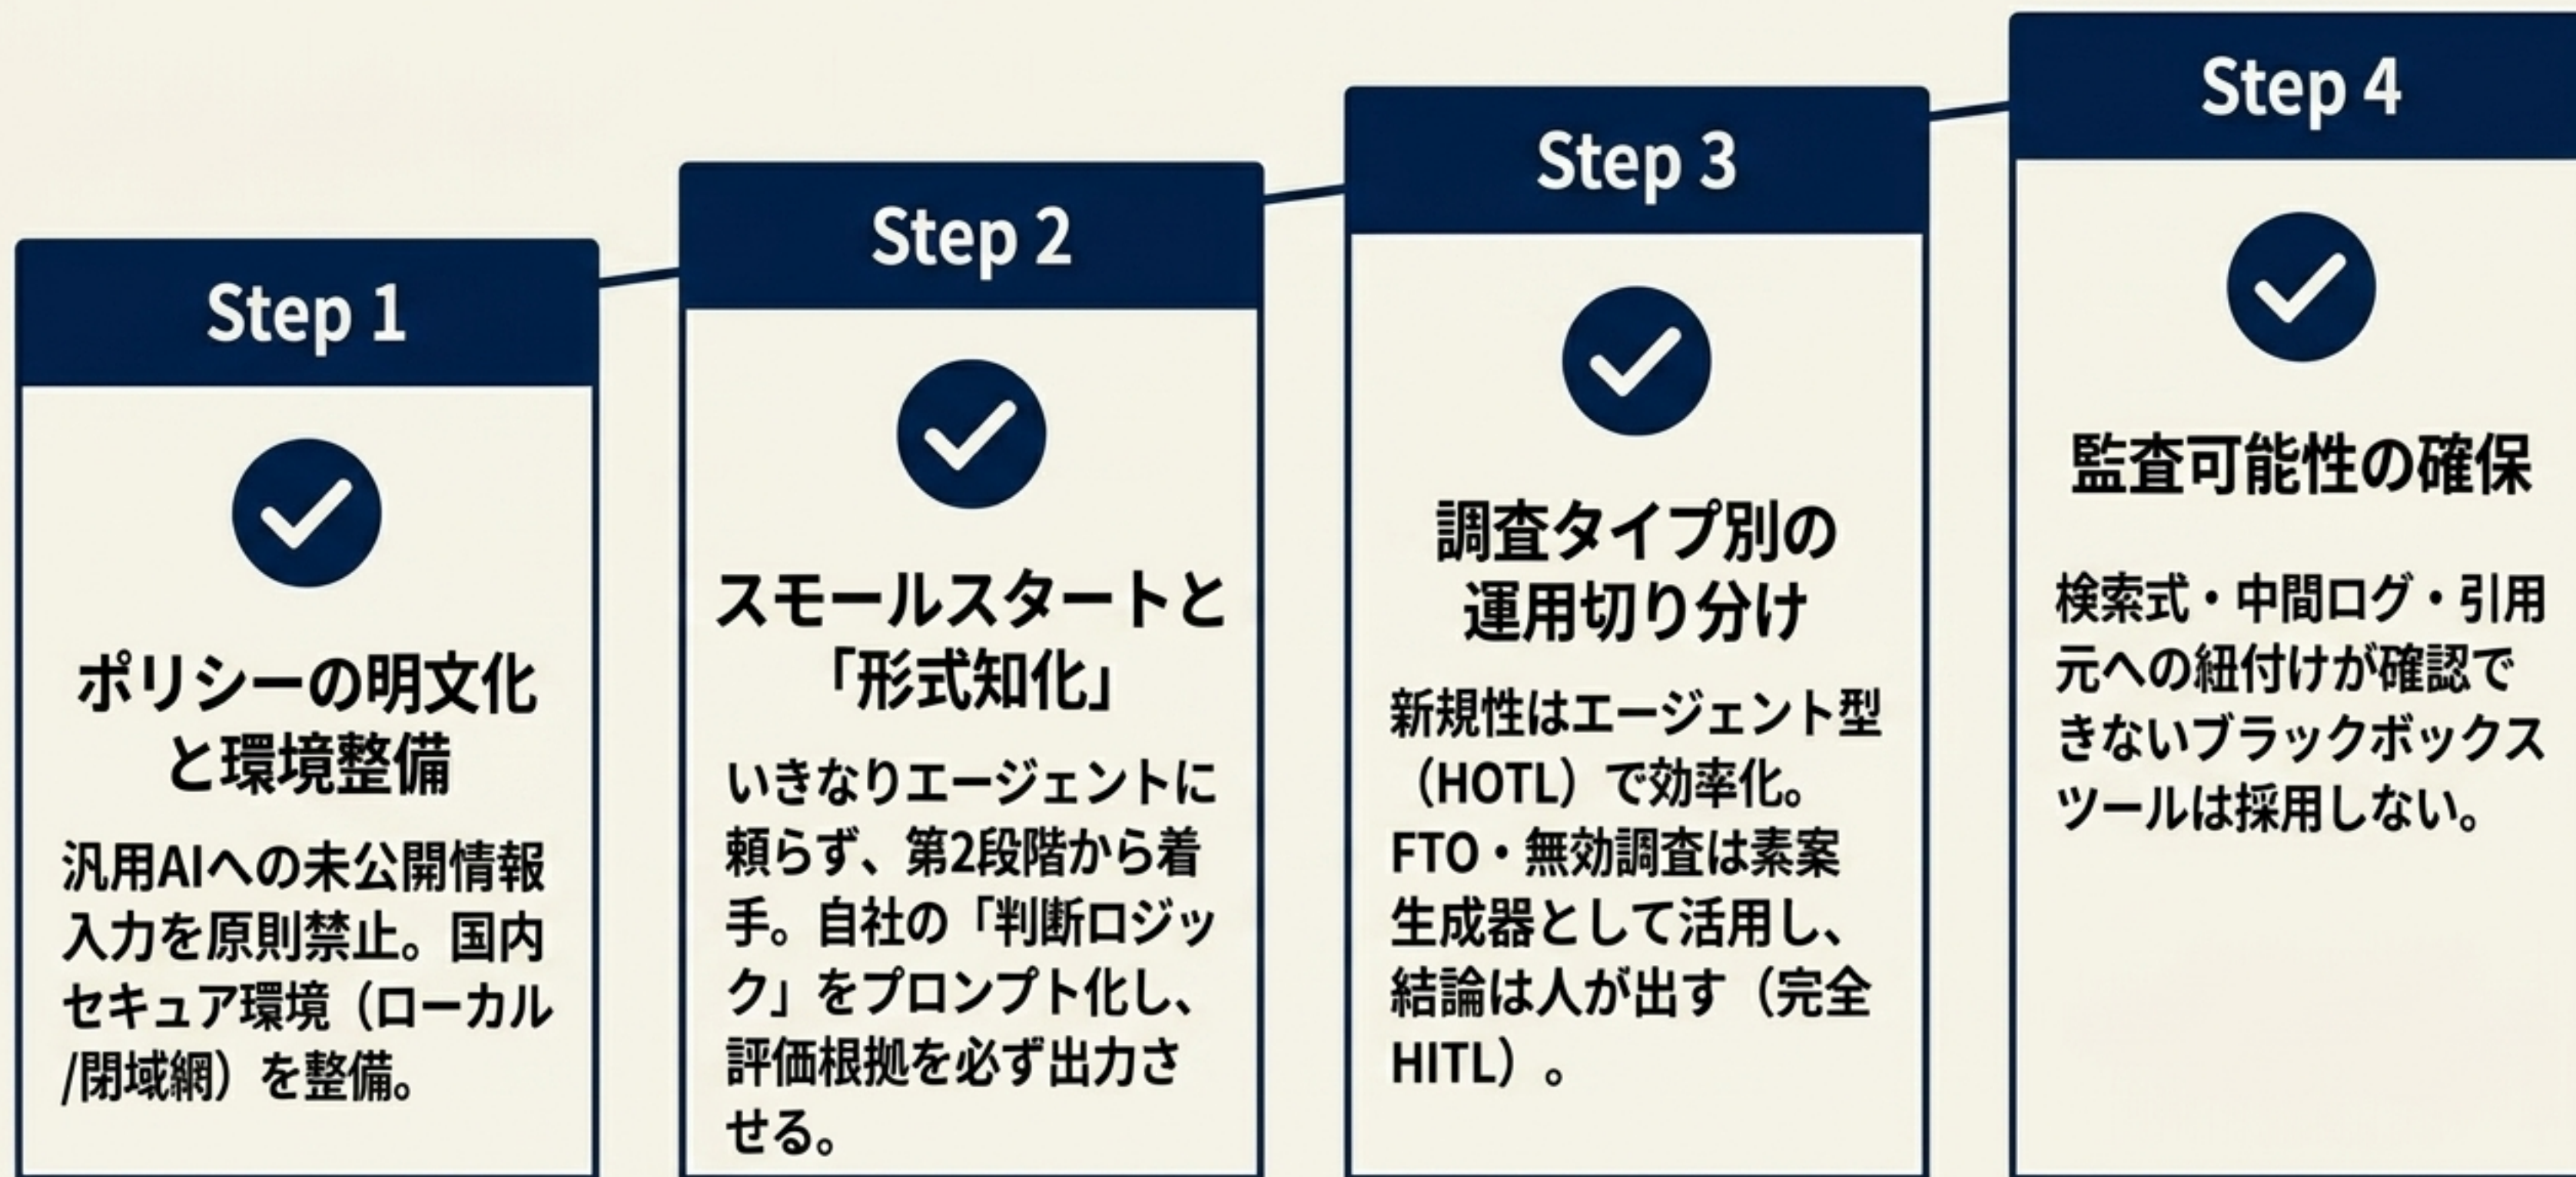 Step 1
ポリシーの明文化
と環境整備
汎用AIへの未公開情報
入力を原則禁止。国内
セキュア環境（ローカル
/閉域網）を整備。
Step 2
スモールスタートと
「形式知化」
いきなりエージェントに
頼らず、第2段階から着
手。自社の「判断ロジッ
ク」をプロンプト化し、
評価根拠を必ず出力さ
せる。
Step 3
調査タイプ別の
運用切り分け
新規性はエージェント型
（HOTL）で効率化。
FTO・無効調査は素案
生成器として活用し、
結論は人が出す（完全
HITL）。
Step 4
監査可能性の確保
検索式・中間ログ・引用
元への紐付けが確認で
きないブラックボックス
ツールは採用しない。